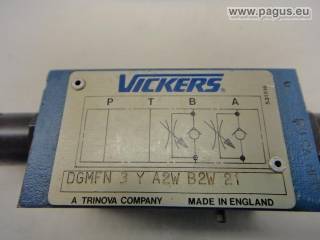 www.pagus.eu
VICKERS
P T B A
DGMFN 3 Y A2W B2W 21
A TRINOVA COMPANY MADE IN ENGLAND